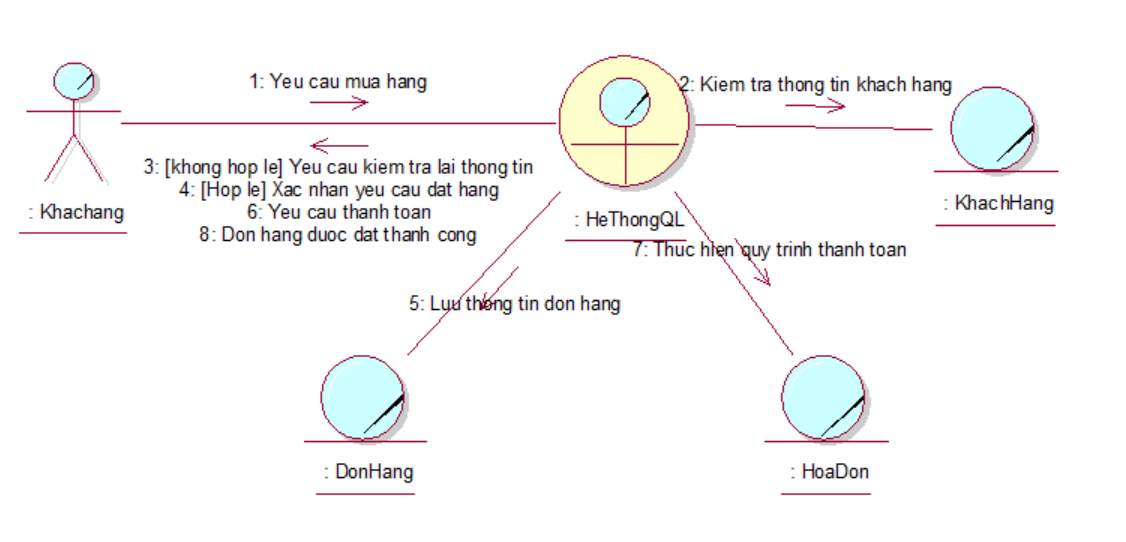 1: Yeu cau mua hang
2: Kiem tra thong tin khach hang
3: [khong hop le] Yeu cau kiem tra lai thong tin
4: [Hop le] Xac nhan yeu cau dat hang
6: Yeu cau thanh toan
8: Don hang duoc dat thanh cong
: Khachang
: HeThongQL
: KhachHang
7: Thuc hien quy trinh thanh toan
5: Luu thong tin don hang
: DonHang
: HoaDon